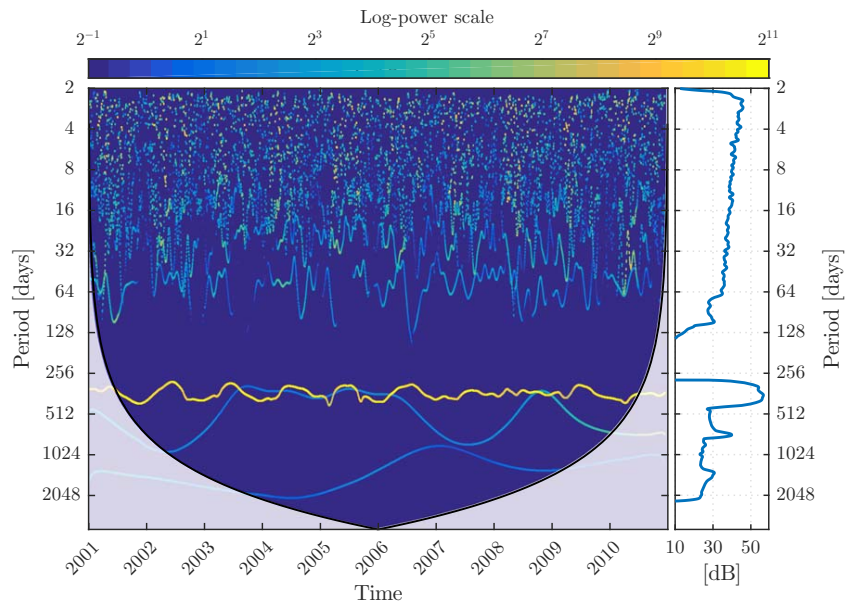 Log-power scale
2^-1 2^1 2^3 2^5 2^7 2^9 2^11
2 2
4 4
8 8
16 16
32 32
64 64
128 128
256 256
512 512
1024 1024
2048 2048
Period [days]
Period [days]
2001 2002 2003 2004 2005 2006 2007 2008 2009 2010
10 30 50
Time
[dB]